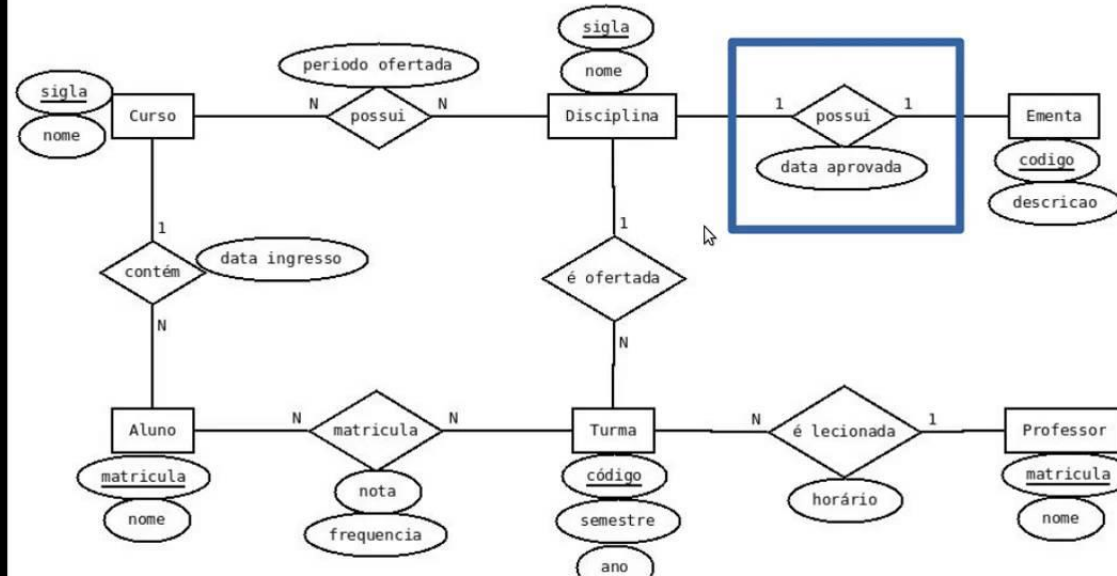 sigla
nome
periodo ofertada
sigla
nome
Curso
N
possui
N
Disciplina
1
possui
1
Ementa
data aprovada
codigo
descricao
1
contém
data ingresso
N
1
é ofertada
N
Aluno
N
matricula
N
Turma
N
é lecionada
1
Professor
matricula
nome
nota
frequencia
código
semestre
ano
horário
matricula
nome